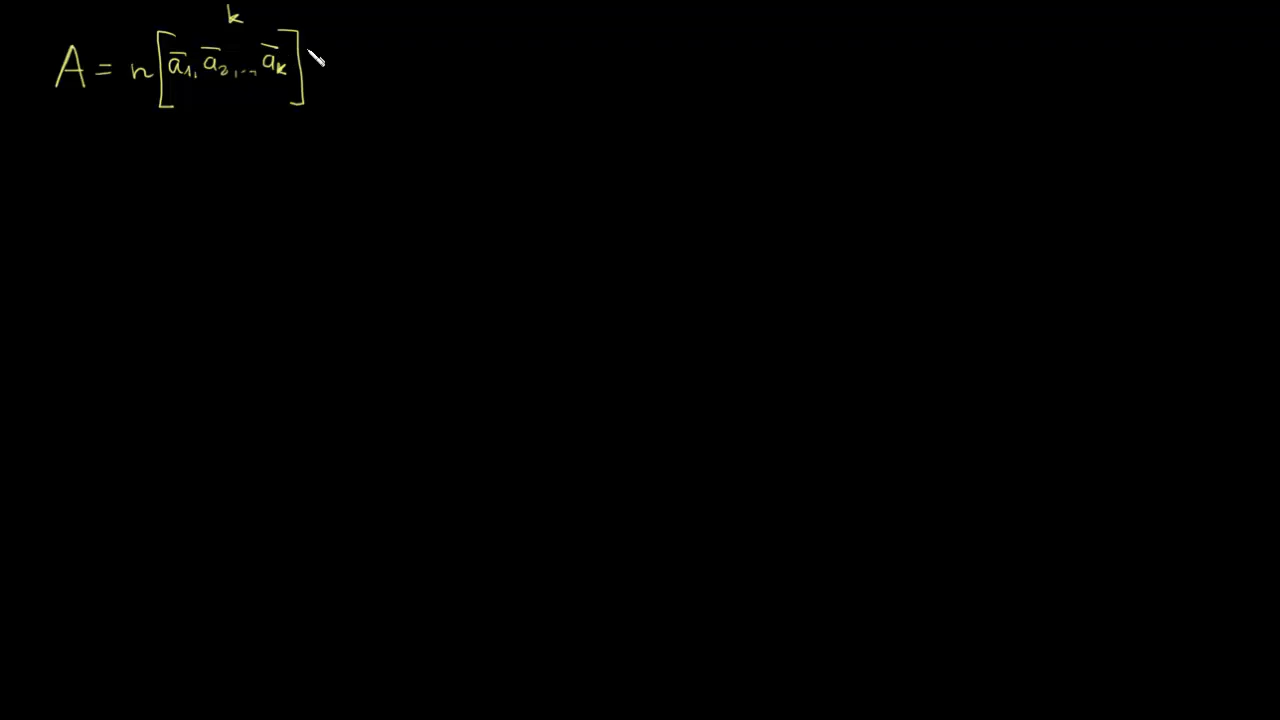 k
A = n[ā₁, ā₂,..., āₖ]